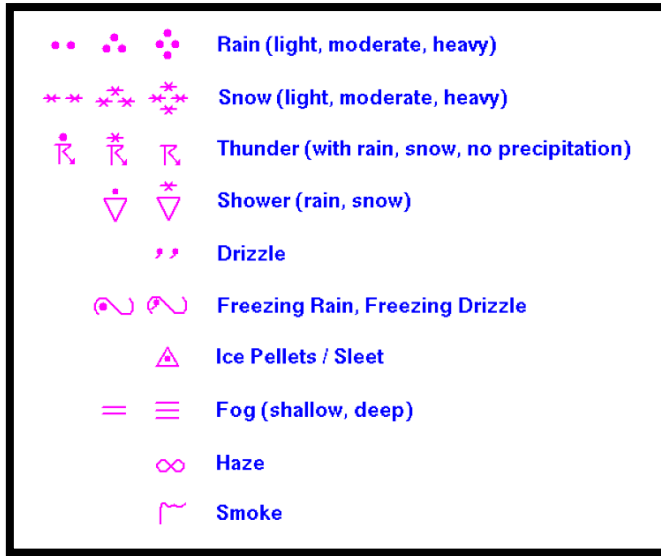 Rain (light, moderate, heavy)
Snow (light, moderate, heavy)
Thunder (with rain, snow, no precipitation)
Shower (rain, snow)
Drizzle
Freezing Rain, Freezing Drizzle
Ice Pellets / Sleet
Fog (shallow, deep)
Haze
Smoke